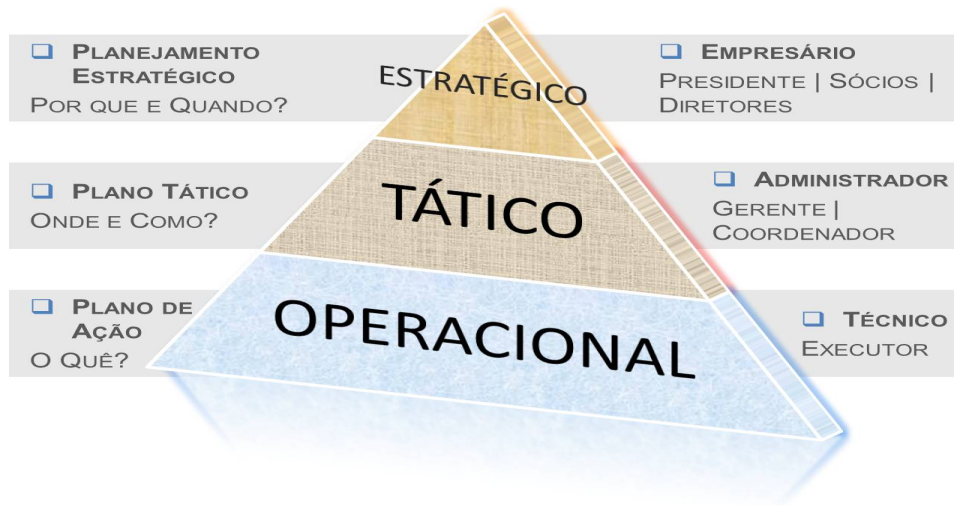 ❑ PLANEJAMENTO
ESTRATÉGICO
POR QUE E QUANDO?
ESTRATÉGICO
❑ EMPRESÁRIO
PRESIDENTE | SÓCIOS |
DIRETORES
❑ PLANO TÁTICO
ONDE E COMO?
TÁTICO
❑ ADMINISTRADOR
GERENTE |
COORDENADOR
❑ PLANO DE
AÇÃO
O QUÊ?
OPERACIONAL
❑ TÉCNICO
EXECUTOR